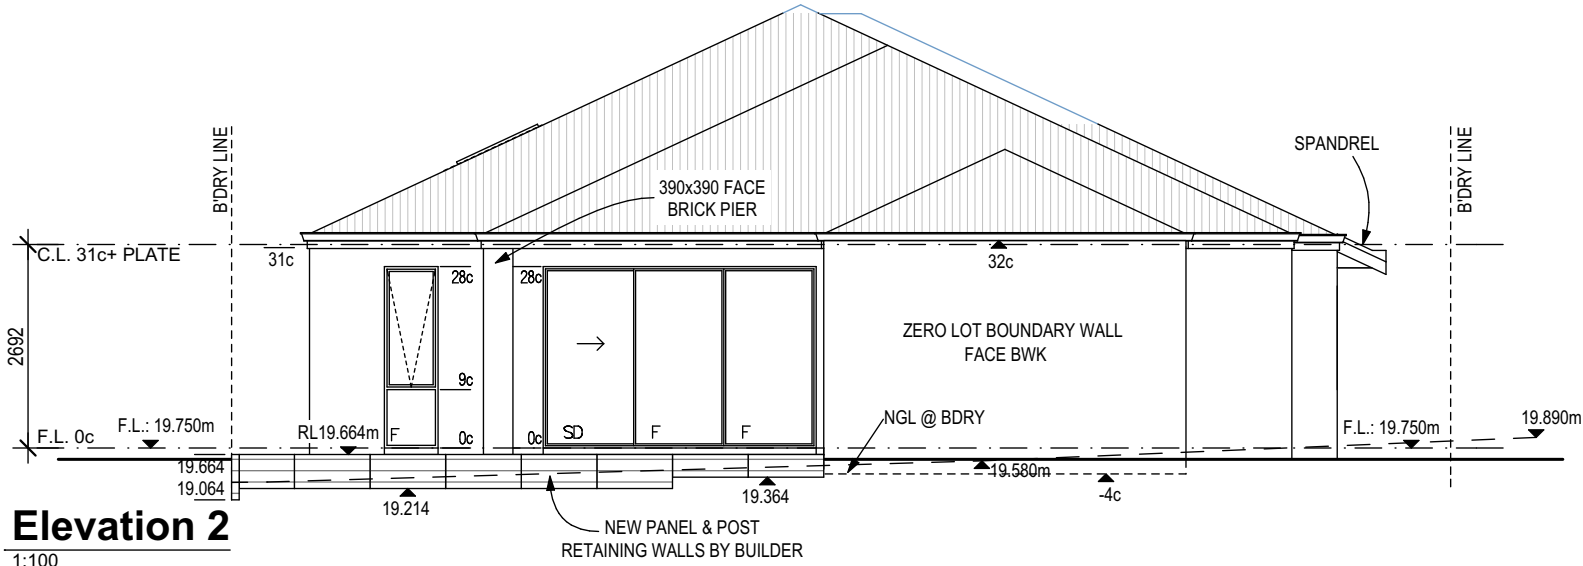 SPANDREL
B'DRY LINE
B'DRY LINE
390x390 FACE
BRICK PIER
C.L. 31c+ PLATE
31c
32c
28c
28c
2692
ZERO LOT BOUNDARY WALL
FACE BWK
9c
NGL @ BDRY
F.L.: 19.750m
F.L.: 19.750m
19.890m
F.L. 0c
RL19.664m
F
0c
0c
SD
F
F
19.664
19.580m
19.064
19.364
-4c
19.214
Elevation 2
1:100
NEW PANEL & POST
RETAINING WALLS BY BUILDER